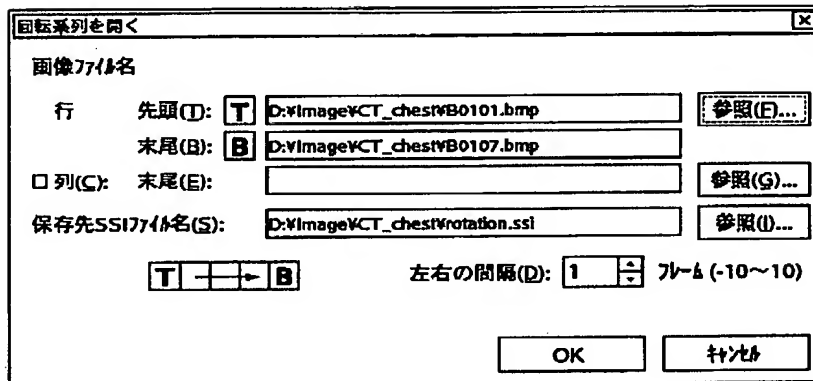 回転系列を開く
画像ﾌｧｲﾙ名
行 先頭(T): T D:¥Image¥CT_chest¥B0101.bmp 参照(F)...
末尾(B): B D:¥Image¥CT_chest¥B0107.bmp
列(C): 末尾(E): 参照(G)...
保存先SSIﾌｧｲﾙ名(S): D:¥Image¥CT_chest¥rotation.ssi 参照(I)...
T B 左右の間隔(D): 1 ﾌﾚｰﾑ (-10～10)
OK ｷｬﾝｾﾙ